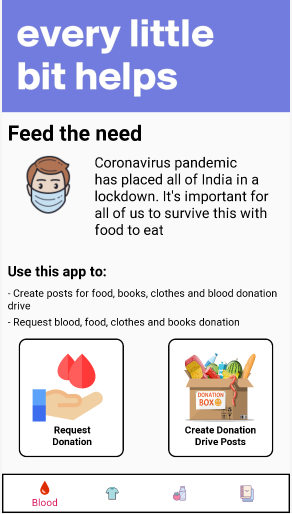 every little
bit helps
Feed the need
Coronavirus pandemic
has placed all of India in a
lockdown. It's important for
all of us to survive this with
food to eat
Use this app to:
- Create posts for food, books, clothes and blood donation
drive
- Request blood, food, clothes and books donation
DONATION
BOX
Request
Donation
Create Donation
Drive Posts
Blood